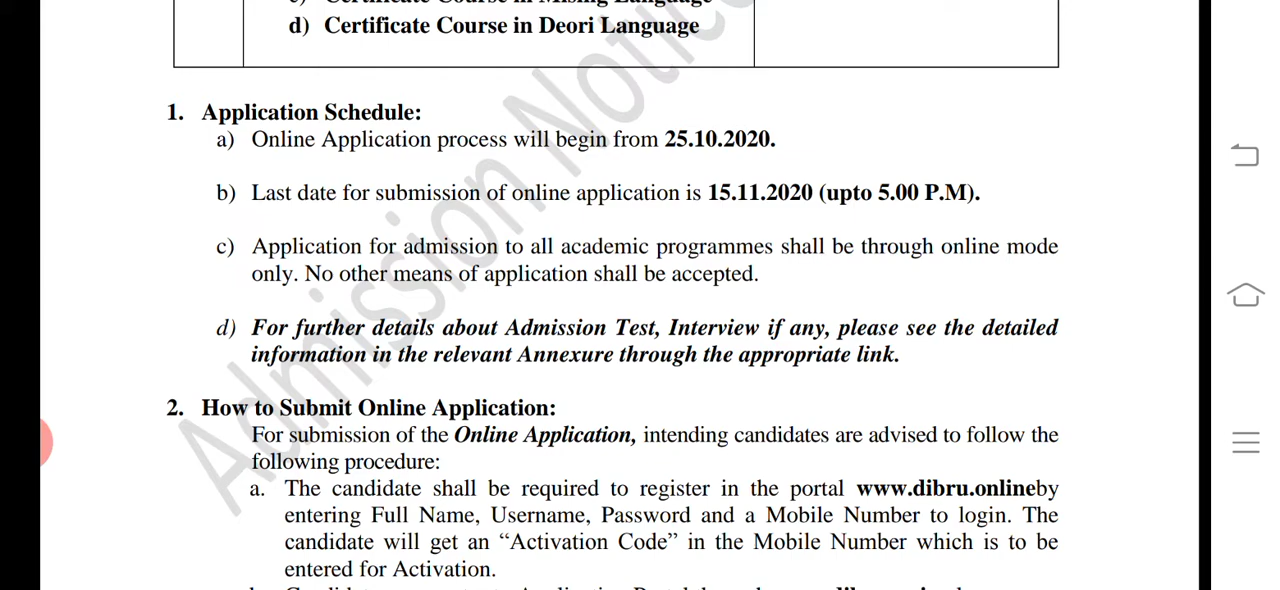 d) Certificate Course in Deori Language
1. Application Schedule:
a) Online Application process will begin from 25.10.2020.
b) Last date for submission of online application is 15.11.2020 (upto 5.00 P.M).
c) Application for admission to all academic programmes shall be through online mode
only. No other means of application shall be accepted.
d) For further details about Admission Test, Interview if any, please see the detailed
information in the relevant Annexure through the appropriate link.
2. How to Submit Online Application:
For submission of the Online Application, intending candidates are advised to follow the
following procedure:
a. The candidate shall be required to register in the portal www.dibru.onlineby
entering Full Name, Username, Password and a Mobile Number to login. The
candidate will get an “Activation Code” in the Mobile Number which is to be
entered for Activation.
Admission Notice